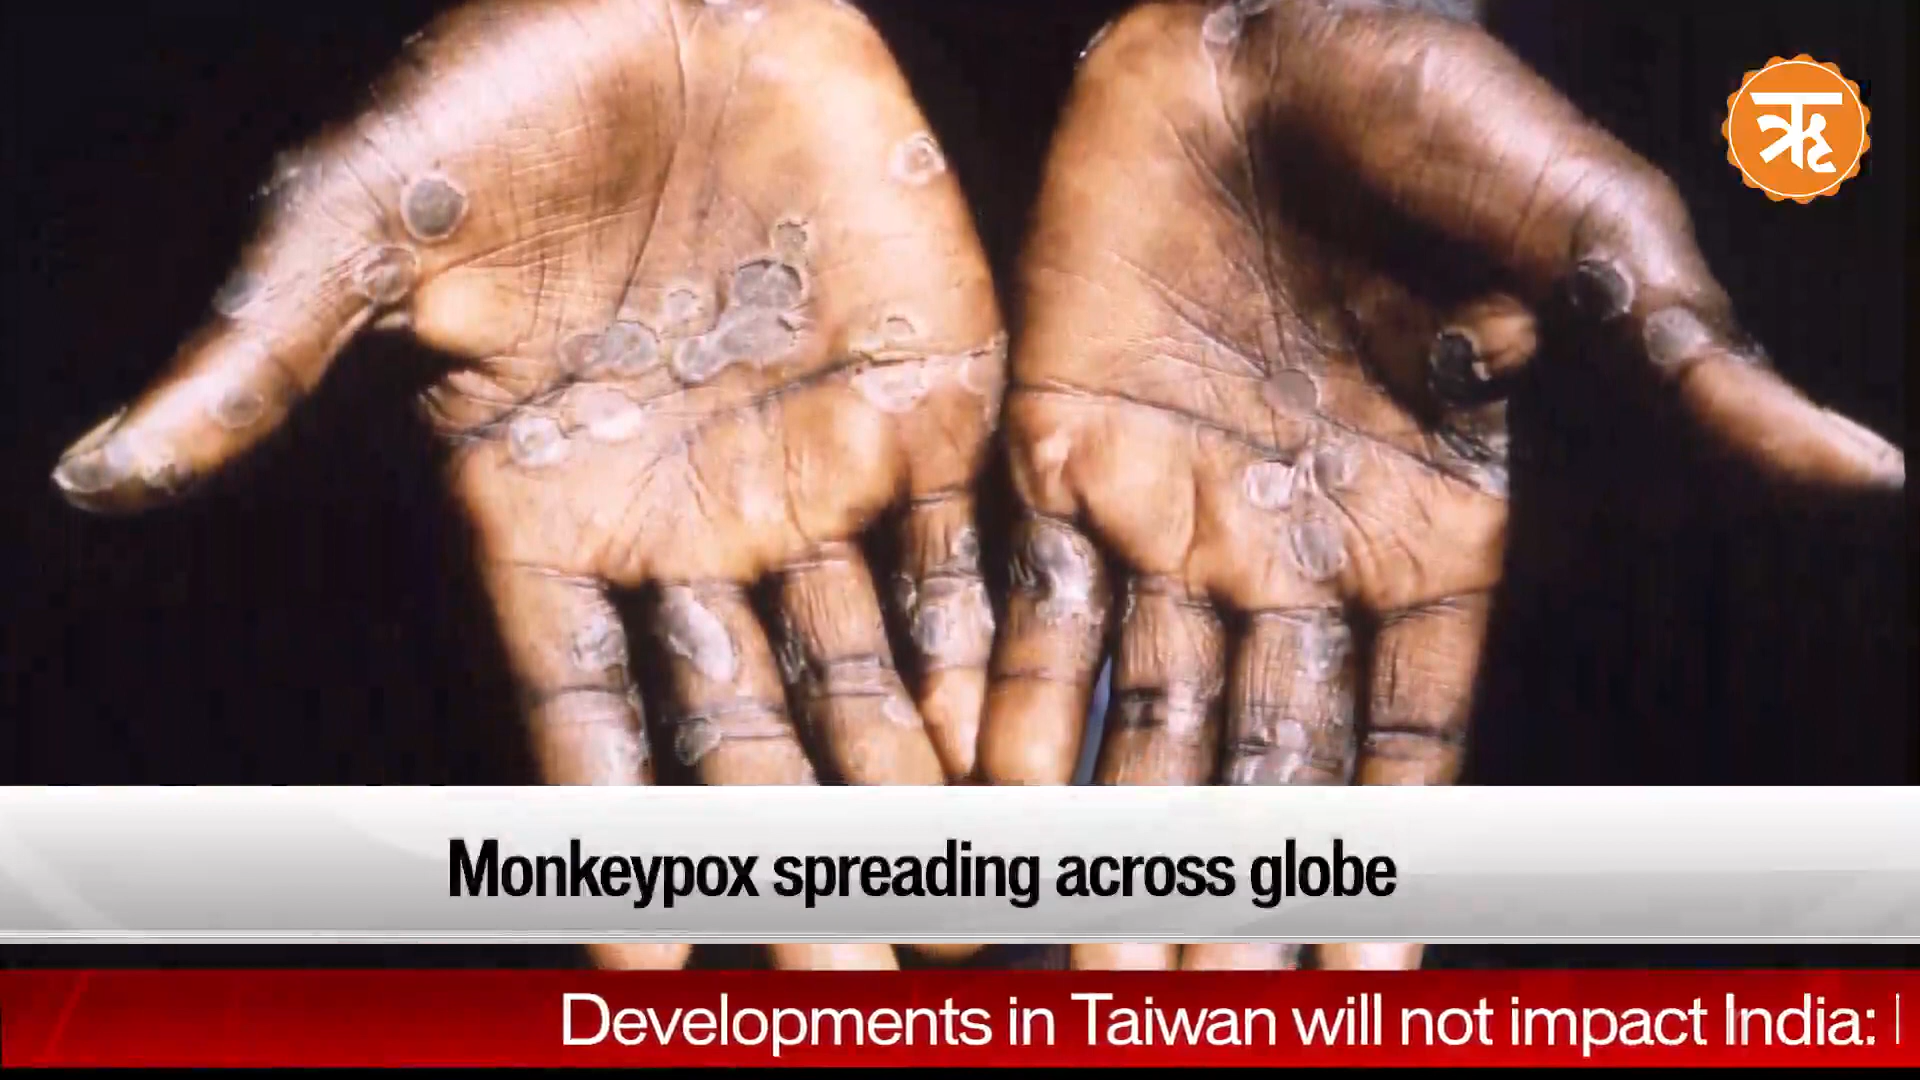 ऋ
Monkeypox spreading across globe
Developments in Taiwan will not impact India: